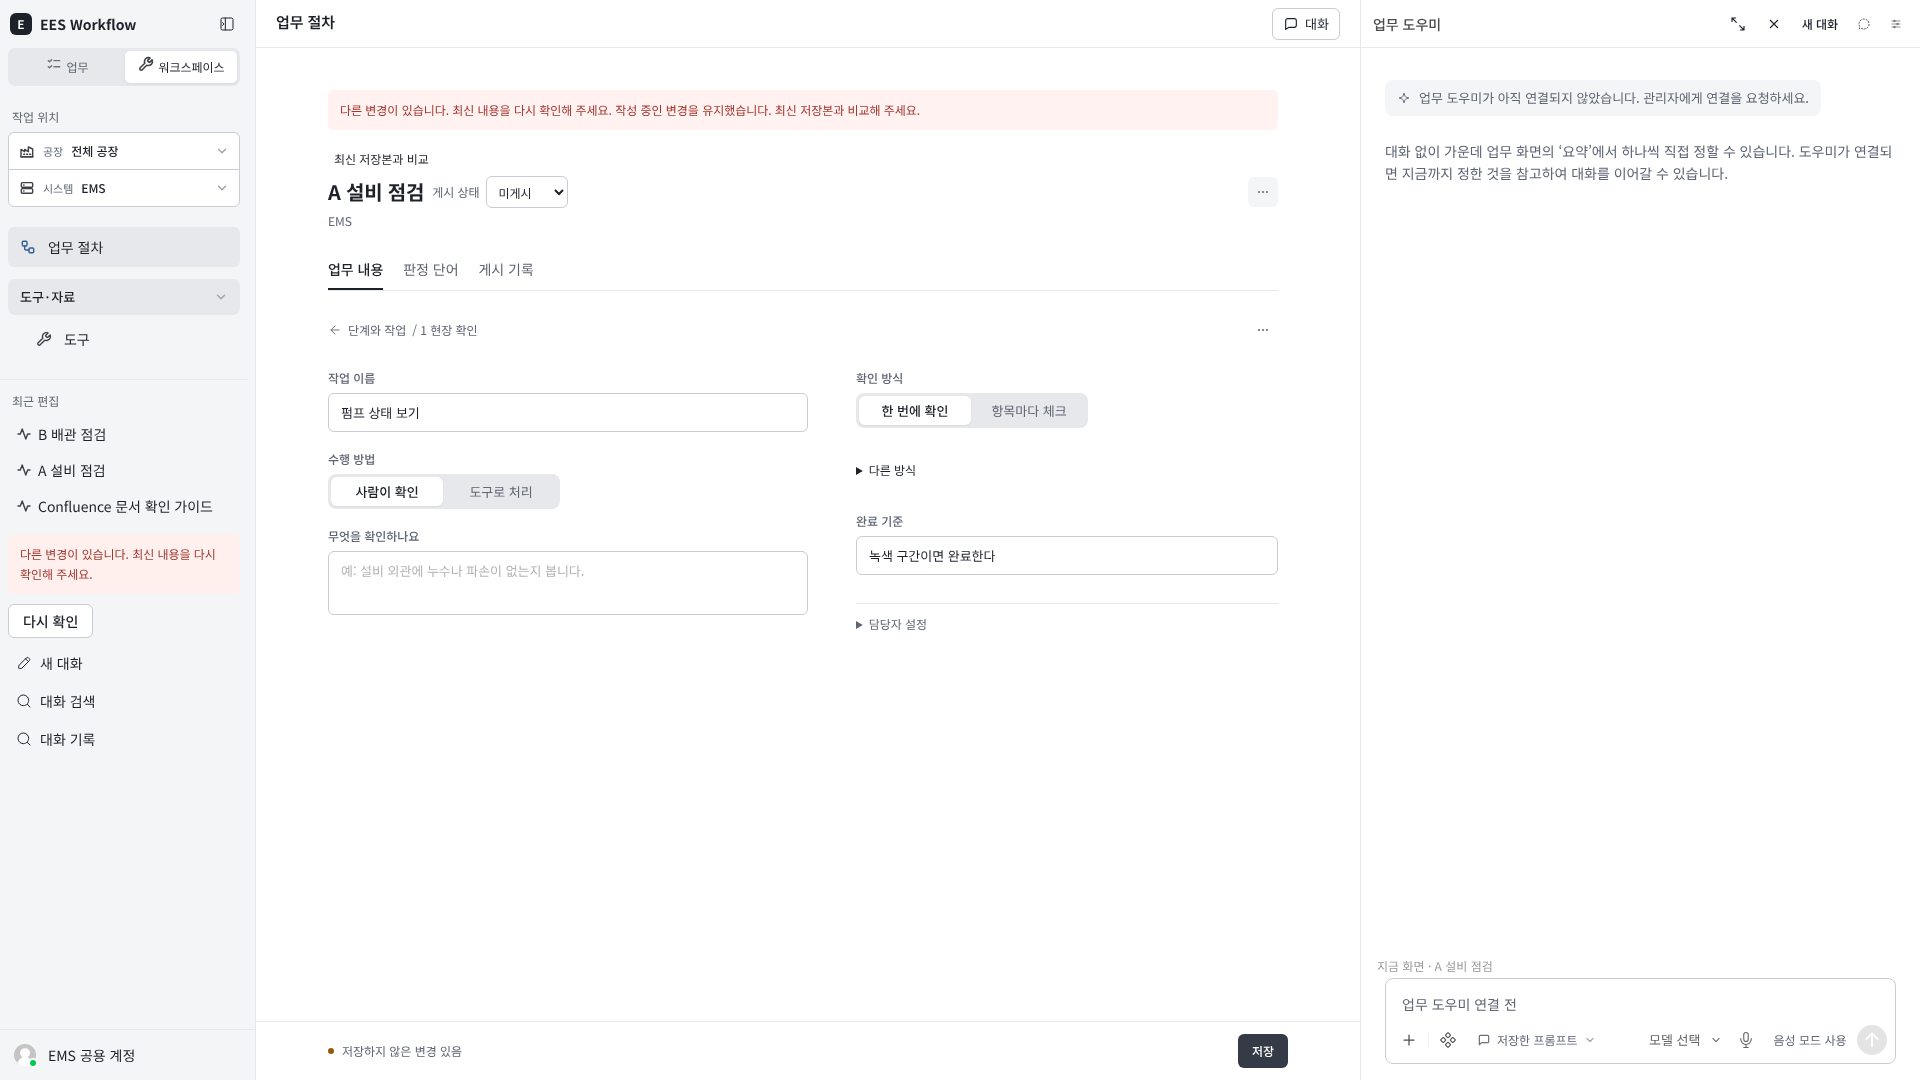 E EES Workflow
업무
워크스페이스
작업 위치
공장 전체 공장
시스템 EMS
업무 절차
도구·자료
도구
최근 편집
B 배관 점검
A 설비 점검
Confluence 문서 확인 가이드
다른 변경이 있습니다. 최신 내용을 다시
확인해 주세요.
다시 확인
새 대화
대화 검색
대화 기록
EMS 공용 계정
업무 절차
대화
다른 변경이 있습니다. 최신 내용을 다시 확인해 주세요. 작성 중인 변경을 유지했습니다. 최신 저장본과 비교해 주세요.
최신 저장본과 비교
A 설비 점검 게시 상태 미게시
EMS
업무 내용 판정 단어 게시 기록
단계와 작업 / 1 현장 확인
작업 이름
펌프 상태 보기
수행 방법
사람이 확인 도구로 처리
무엇을 확인하나요
예: 설비 외관에 누수나 파손이 없는지 봅니다.
확인 방식
한 번에 확인 항목마다 체크
다른 방식
완료 기준
녹색 구간이면 완료한다
담당자 설정
저장하지 않은 변경 있음
저장
업무 도우미
새 대화
업무 도우미가 아직 연결되지 않았습니다. 관리자에게 연결을 요청하세요.
대화 없이 가운데 업무 화면의 ‘요약’에서 하나씩 직접 정할 수 있습니다. 도우미가 연결되
면 지금까지 정한 것을 참고하여 대화를 이어갈 수 있습니다.
지금 화면 · A 설비 점검
업무 도우미 연결 전
저장한 프롬프트
모델 선택
음성 모드 사용